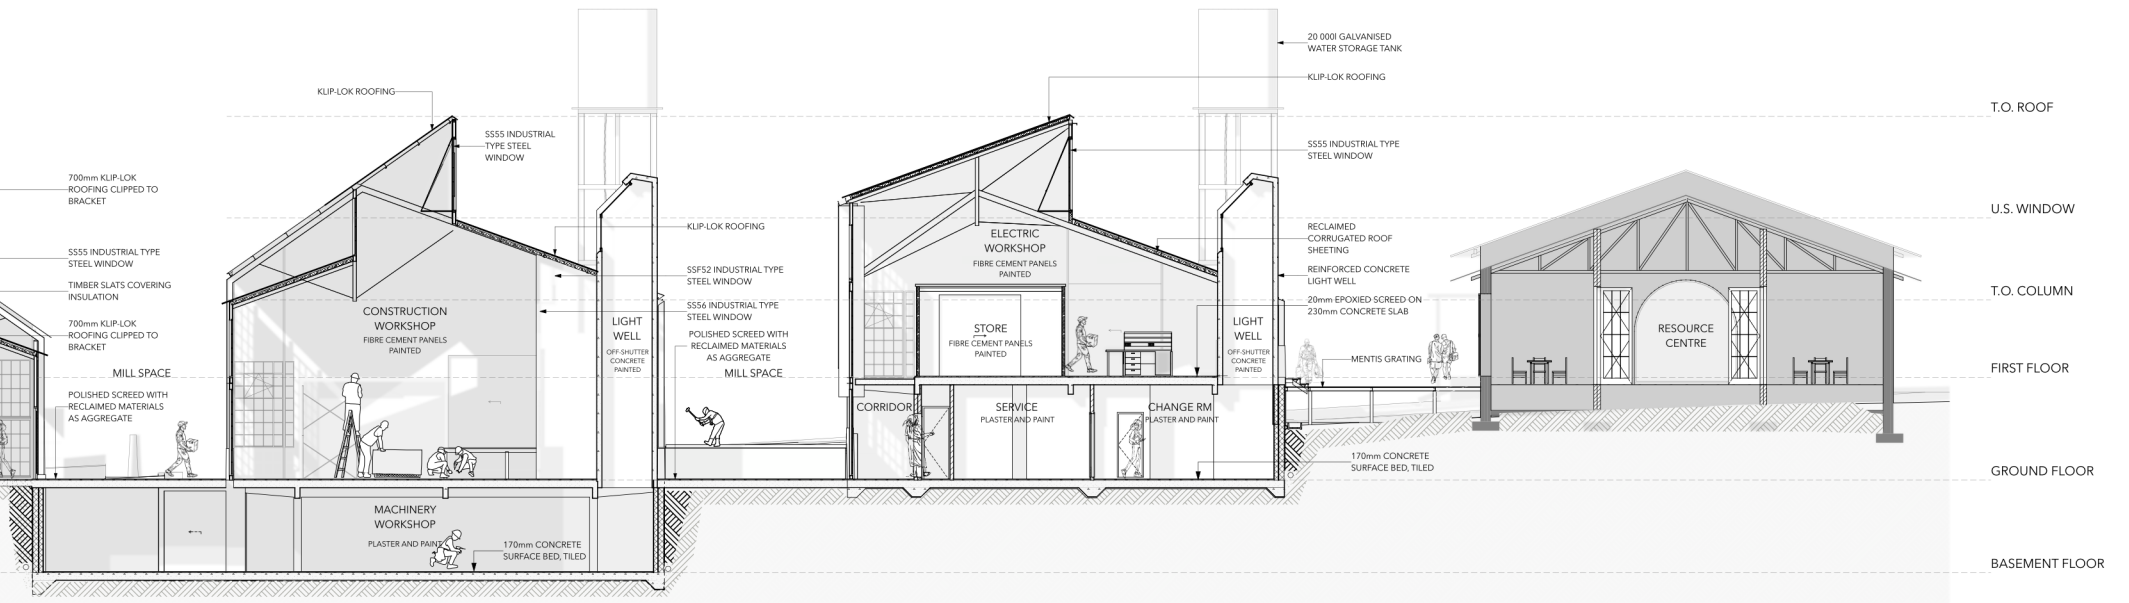 700mm KLIP-LOK
ROOFING CLIPPED TO
BRACKET
SS55 INDUSTRIAL TYPE
STEEL WINDOW
TIMBER SLATS COVERING
INSULATION
700mm KLIP-LOK
ROOFING CLIPPED TO
BRACKET
MILL SPACE
POLISHED SCREED WITH
RECLAIMED MATERIALS
AS AGGREGATE
KLIP-LOK ROOFING
SS55 INDUSTRIAL
TYPE STEEL
WINDOW
CONSTRUCTION
WORKSHOP
FIBRE CEMENT PANELS
PAINTED
MACHINERY
WORKSHOP
PLASTER AND PAINT
170mm CONCRETE
SURFACE BED, TILED
LIGHT
WELL
OFF-SHUTTER
CONCRETE
PAINTED
KLIP-LOK ROOFING
SSF52 INDUSTRIAL TYPE
STEEL WINDOW
SS56 INDUSTRIAL TYPE
STEEL WINDOW
POLISHED SCREED WITH
RECLAIMED MATERIALS
AS AGGREGATE
MILL SPACE
ELECTRIC
WORKSHOP
FIBRE CEMENT PANELS
PAINTED
STORE
FIBRE CEMENT PANELS
PAINTED
CORRIDOR
SERVICE
PLASTER AND PAINT
CHANGE RM
PLASTER AND PAINT
LIGHT
WELL
OFF-SHUTTER
CONCRETE
PAINTED
20 000l GALVANISED
WATER STORAGE TANK
KLIP-LOK ROOFING
SS55 INDUSTRIAL TYPE
STEEL WINDOW
RECLAIMED
CORRUGATED ROOF
SHEETING
REINFORCED CONCRETE
LIGHT WELL
20mm EPOXIED SCREED ON
230mm CONCRETE SLAB
MENTIS GRATING
170mm CONCRETE
SURFACE BED, TILED
RESOURCE
CENTRE
T.O. ROOF
U.S. WINDOW
T.O. COLUMN
FIRST FLOOR
GROUND FLOOR
BASEMENT FLOOR